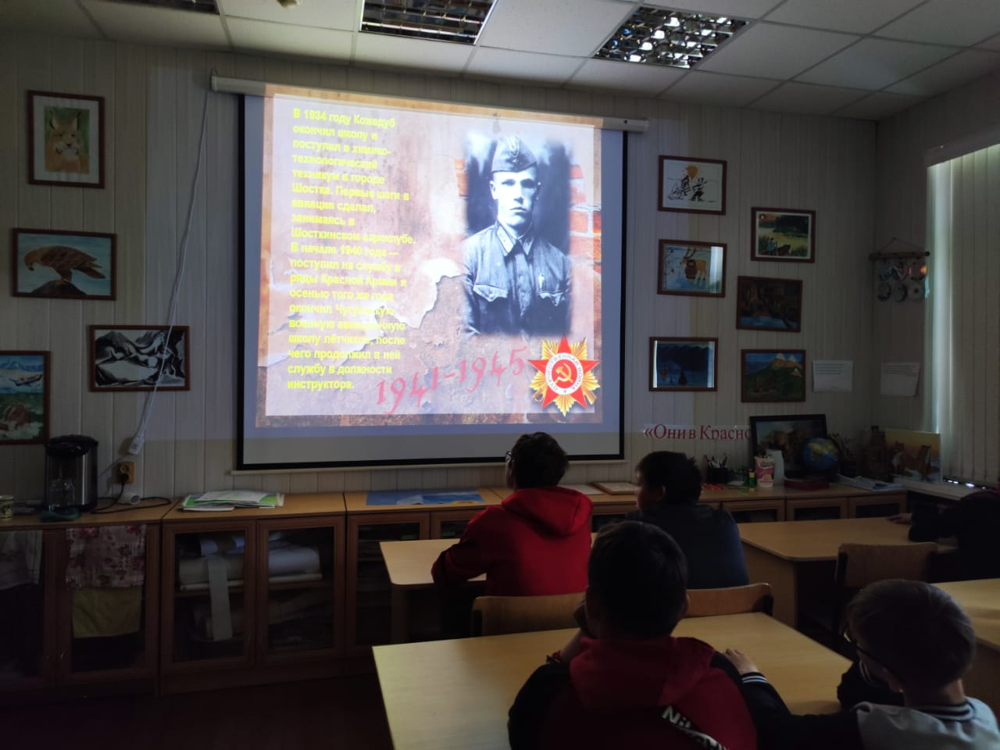 В 1934 году Кожедуб
окончил школу и
поступил в химико-
технологический
техникум в городе
Шостка. Первые шаги в
авиации сделал,
занимаясь в
Шосткинском аэроклубе.
В начале 1940 года —
поступил на службу в
ряды Красной Армии и
осенью того же года
окончил Чугуевскую
военную авиационную
школу лётчиков, после
чего продолжил в ней
службу в должности
инструктора.
1941-1945
ОТЕЧЕСТВЕННАЯ ВОЙНА
«Они в Красно